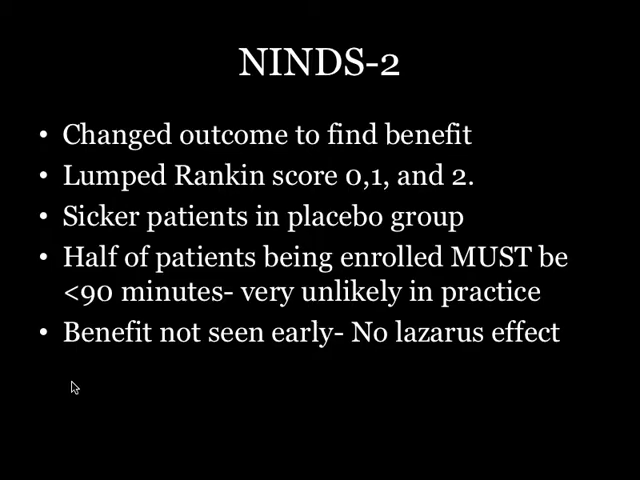 NINDS-2
• Changed outcome to find benefit
• Lumped Rankin score 0,1, and 2.
• Sicker patients in placebo group
• Half of patients being enrolled MUST be
<90 minutes- very unlikely in practice
• Benefit not seen early- No lazarus effect